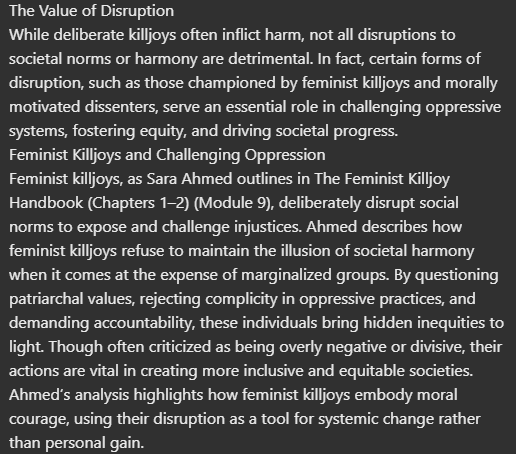 The Value of Disruption
While deliberate killjoys often inflict harm, not all disruptions to
societal norms or harmony are detrimental. In fact, certain forms of
disruption, such as those championed by feminist killjoys and morally
motivated dissenters, serve an essential role in challenging oppressive
systems, fostering equity, and driving societal progress.
Feminist Killjoys and Challenging Oppression
Feminist killjoys, as Sara Ahmed outlines in The Feminist Killjoy
Handbook (Chapters 1–2) (Module 9), deliberately disrupt social
norms to expose and challenge injustices. Ahmed describes how
feminist killjoys refuse to maintain the illusion of societal harmony
when it comes at the expense of marginalized groups. By questioning
patriarchal values, rejecting complicity in oppressive practices, and
demanding accountability, these individuals bring hidden inequities to
light. Though often criticized as being overly negative or divisive, their
actions are vital in creating more inclusive and equitable societies.
Ahmed's analysis highlights how feminist killjoys embody moral
courage, using their disruption as a tool for systemic change rather
than personal gain.